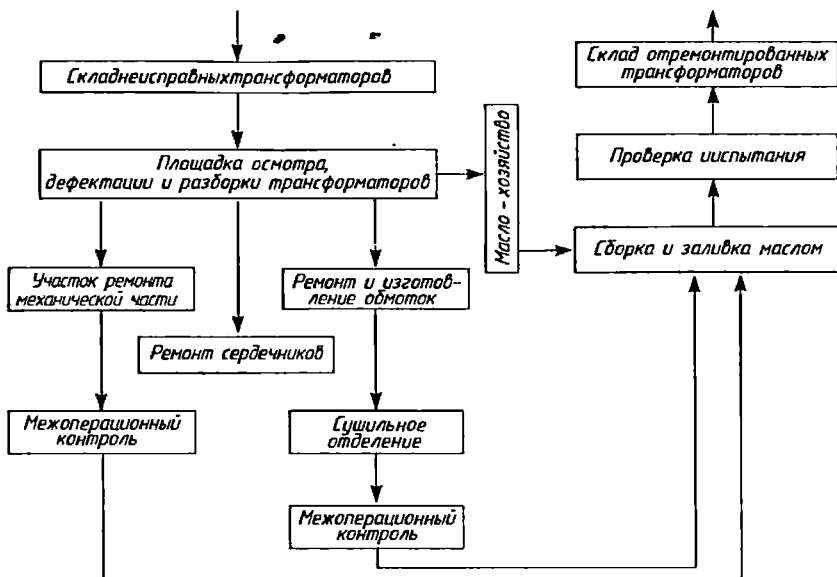 Складнеисправныхтрансформаторов
Площадка осмотра,
дефектации и разборки трансформаторов
Масло - хозяйство
Склад отремонтированных
трансформаторов
Проверка ииспытания
Сборка и заливка маслом
Участок ремонта
механической части
Ремонт и изготов-
ление обмоток
Ремонт сердечников
Межоперационный
контроль
Сушильное
отделение
Межоперационный
контроль